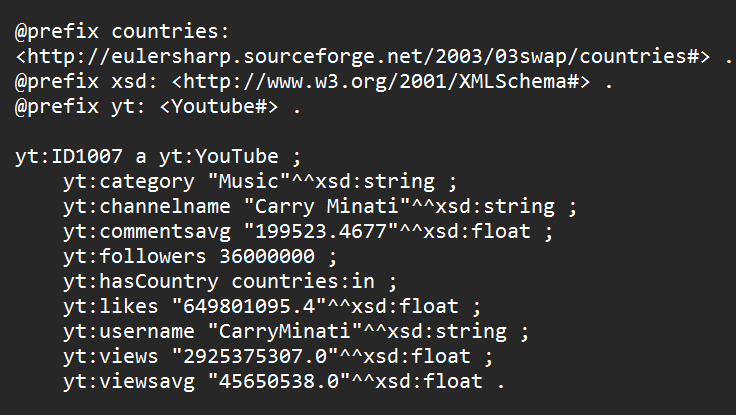 @prefix countries:
<http://eulersharp.sourceforge.net/2003/03swap/countries#> .
@prefix xsd: <http://www.w3.org/2001/XMLSchema#> .
@prefix yt: <Youtube#> .

yt:ID1007 a yt:YouTube ;
    yt:category "Music"^^xsd:string ;
    yt:channelname "Carry Minati"^^xsd:string ;
    yt:commentsavg "199523.4677"^^xsd:float ;
    yt:followers 36000000 ;
    yt:hasCountry countries:in ;
    yt:likes "649801095.4"^^xsd:float ;
    yt:username "CarryMinati"^^xsd:string ;
    yt:views "2925375307.0"^^xsd:float ;
    yt:viewsavg "45650538.0"^^xsd:float .